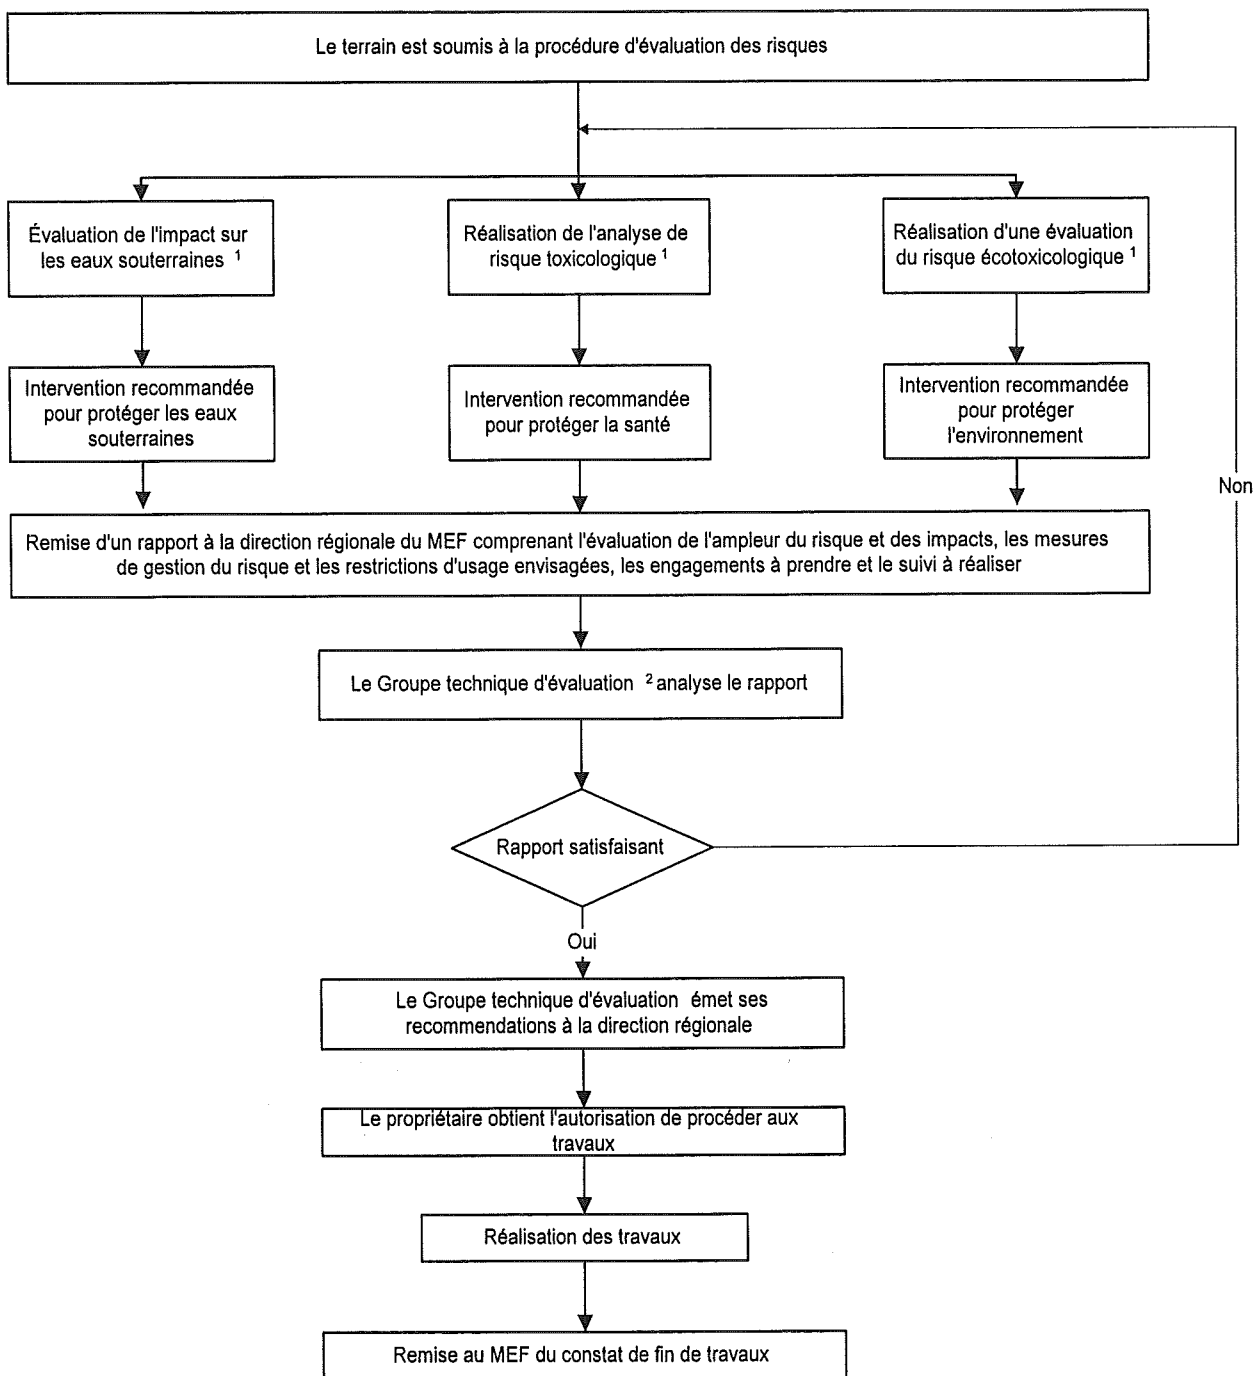 Le terrain est soumis à la procédure d'évaluation des risques
Évaluation de l'impact sur
les eaux souterraines 1
Réalisation de l'analyse de
risque toxicologique 1
Réalisation d'une évaluation
du risque écotoxicologique 1
Intervention recommandée
pour protéger les eaux
souterraines
Intervention recommandée
pour protéger la santé
Intervention recommandée
pour protéger
l'environnement
Non
Remise d'un rapport à la direction régionale du MEF comprenant l'évaluation de l'ampleur du risque et des impacts, les mesures
de gestion du risque et les restrictions d'usage envisagées, les engagements à prendre et le suivi à réaliser
Le Groupe technique d'évaluation 2 analyse le rapport
Rapport satisfaisant
Oui
Le Groupe technique d'évaluation émet ses
recommendations à la direction régionale
Le propriétaire obtient l'autorisation de procéder aux
travaux
Réalisation des travaux
Remise au MEF du constat de fin de travaux